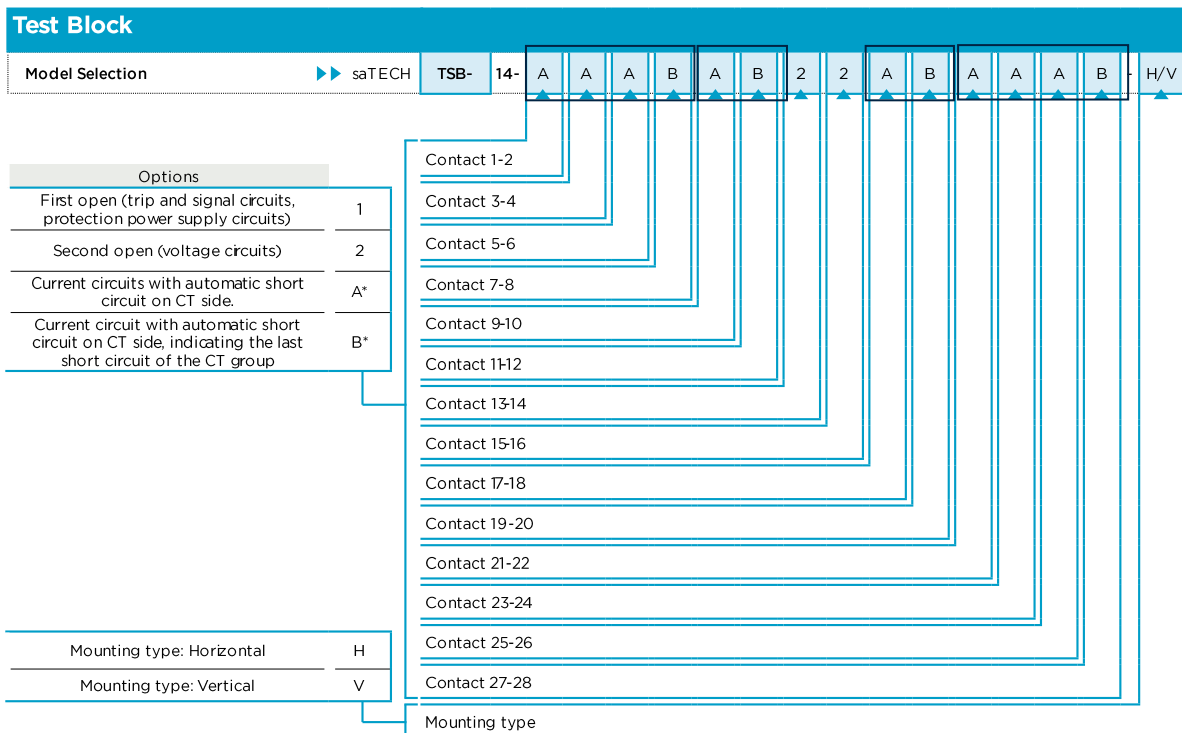 Test Block
Model Selection saTECH TSB- 14- A A A B A B 2 2 A B A A A B - H/V
Contact 1-2
Options
First open (trip and signal circuits,
protection power supply circuits) 1
Contact 3-4
Second open (voltage circuits) 2
Contact 5-6
Current circuits with automatic short
circuit on CT side. A*
Contact 7-8
Current circuit with automatic short
circuit on CT side, indicating the last
short circuit of the CT group B*
Contact 9-10
Contact 11-12
Contact 13-14
Contact 15-16
Contact 17-18
Contact 19-20
Contact 21-22
Contact 23-24
Contact 25-26
Contact 27-28
Mounting type: Horizontal H
Mounting type: Vertical V
Mounting type